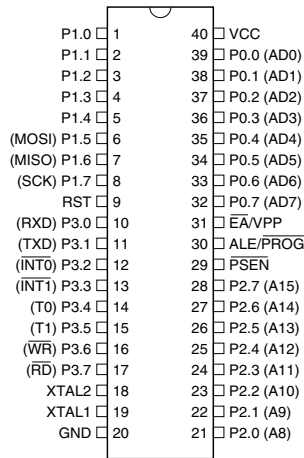 P1.0 1 40 VCC
P1.1 2 39 P0.0 (AD0)
P1.2 3 38 P0.1 (AD1)
P1.3 4 37 P0.2 (AD2)
P1.4 5 36 P0.3 (AD3)
(MOSI) P1.5 6 35 P0.4 (AD4)
(MISO) P1.6 7 34 P0.5 (AD5)
(SCK) P1.7 8 33 P0.6 (AD6)
RST 9 32 P0.7 (AD7)
(RXD) P3.0 10 31 E̅A̅/VPP
(TXD) P3.1 11 30 ALE/P̅R̅O̅G̅
(I̅N̅T̅0̅) P3.2 12 29 P̅S̅E̅N̅
(I̅N̅T̅1̅) P3.3 13 28 P2.7 (A15)
(T0) P3.4 14 27 P2.6 (A14)
(T1) P3.5 15 26 P2.5 (A13)
(W̅R̅) P3.6 16 25 P2.4 (A12)
(R̅D̅) P3.7 17 24 P2.3 (A11)
XTAL2 18 23 P2.2 (A10)
XTAL1 19 22 P2.1 (A9)
GND 20 21 P2.0 (A8)